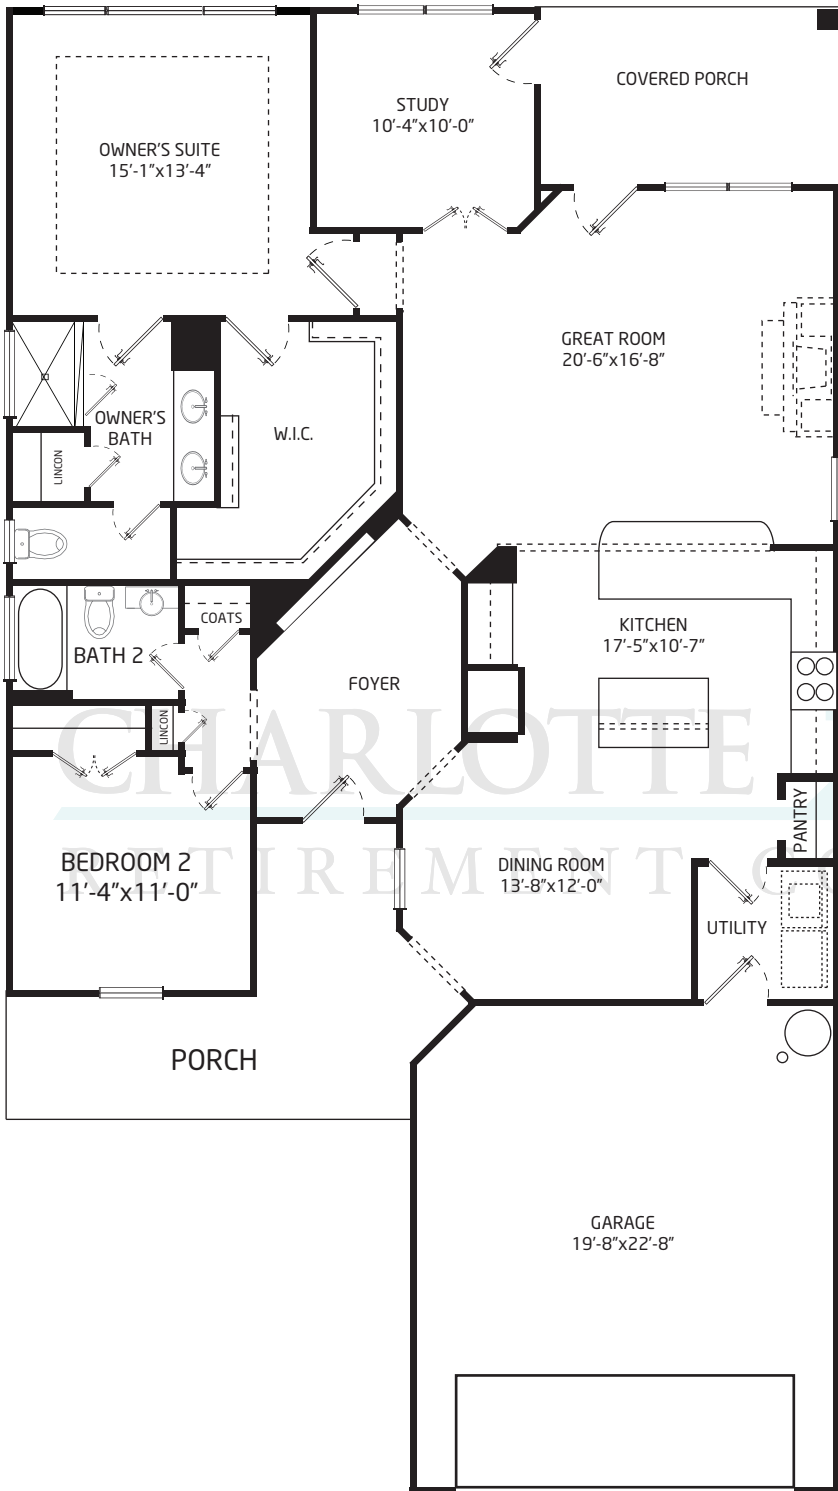 COVERED PORCH
STUDY
10'-4"x10'-0"
OWNER'S SUITE
15'-1"x13'-4"
GREAT ROOM
20'-6"x16'-8"
OWNER'S
BATH
W.I.C.
LINCON
COATS
KITCHEN
17'-5"x10'-7"
BATH 2
FOYER
LINCON
CHARLOTTE
PANTRY
BEDROOM 2
11'-4"x11'-0"
DINING ROOM
13'-8"x12'-0"
RETIREMENT CO
UTILITY
PORCH
GARAGE
19'-8"x22'-8"